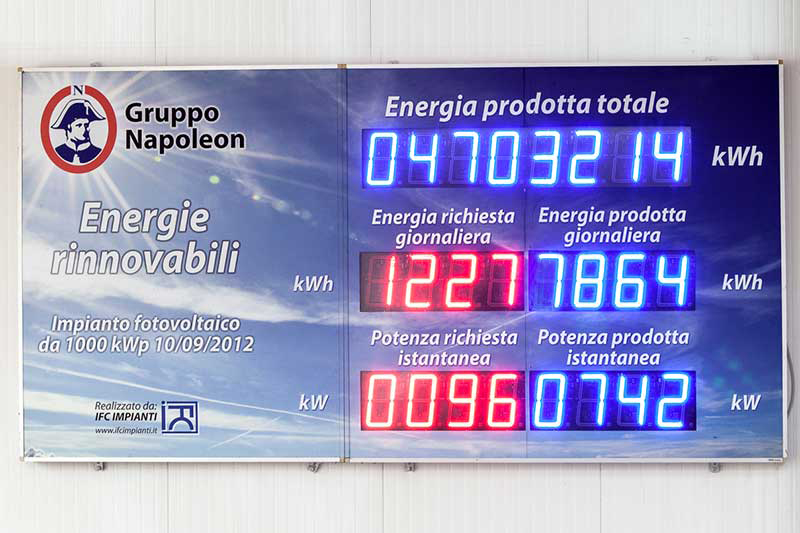 N
Gruppo
Napoleon
Energie
rinnovabili
Impianto fotovoltaico
da 1000 kWp 10/09/2012
Realizzato da:
IFC IMPIANTI
www.ifcimpianti.it
Energia prodotta totale
04703214 kWh
Energia richiesta
giornaliera
kWh 1227
Energia prodotta
giornaliera
7864 kWh
Potenza richiesta
istantanea
kW 0096
Potenza prodotta
istantanea
0742 kW